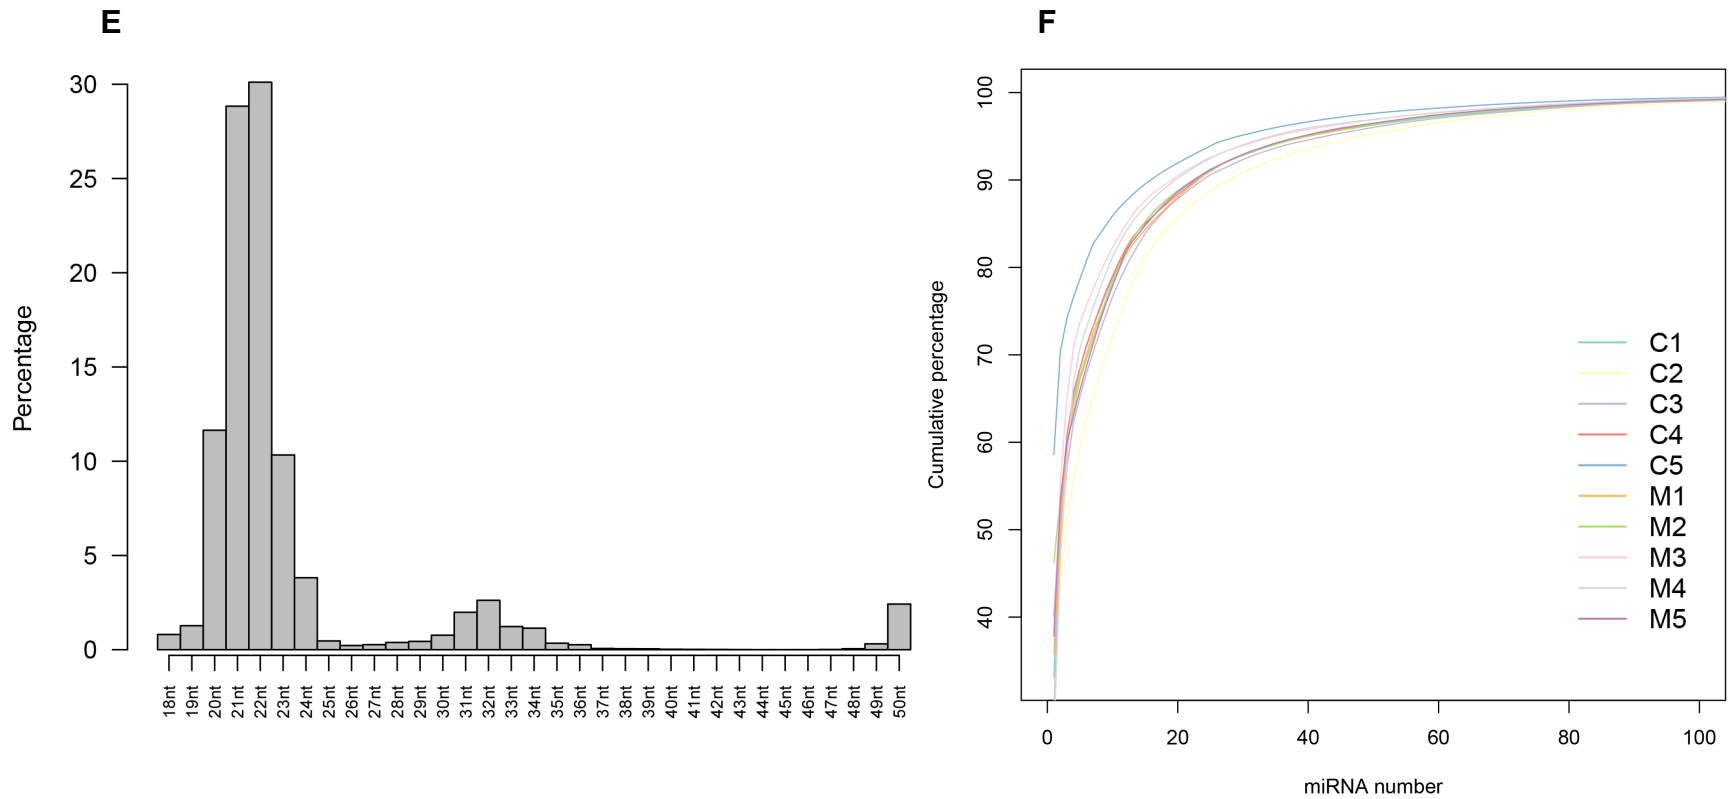 E
Percentage
30
25
20
15
10
5
0
18nt
19nt
20nt
21nt
22nt
23nt
24nt
25nt
26nt
27nt
28nt
29nt
30nt
31nt
32nt
33nt
34nt
35nt
36nt
37nt
38nt
39nt
40nt
41nt
42nt
43nt
44nt
45nt
46nt
47nt
48nt
49nt
50nt
F
Cumulative percentage
100
90
80
70
60
50
40
C1
C2
C3
C4
C5
M1
M2
M3
M4
M5
0 20 40 60 80 100
miRNA number